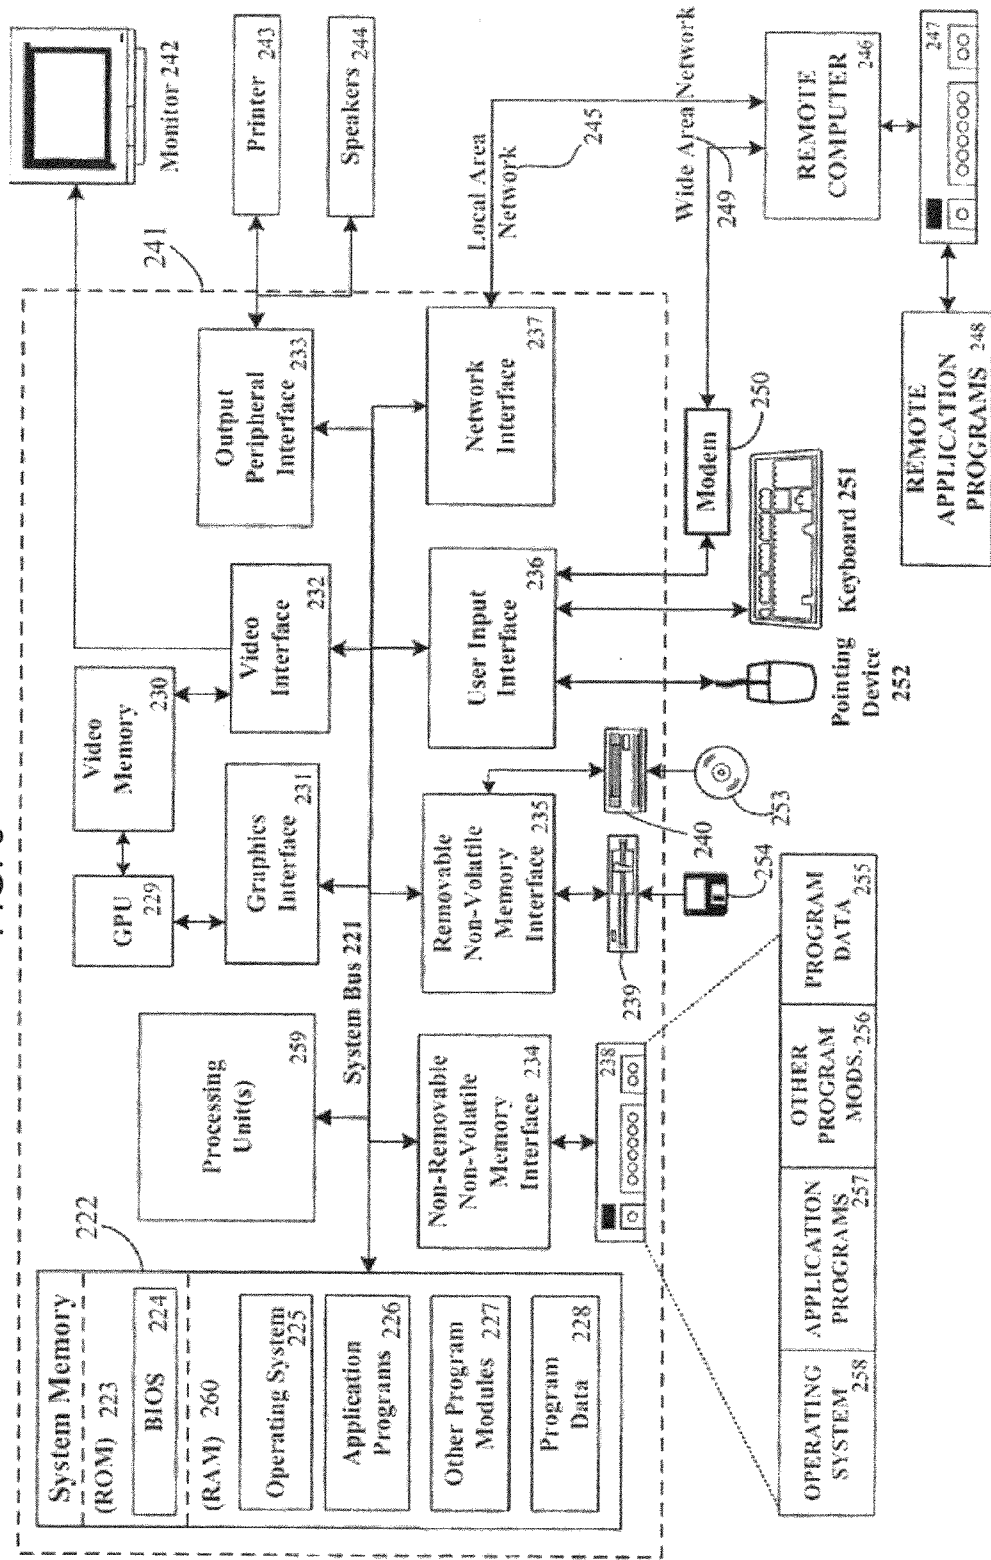 System Memory
222
(ROM) 223
BIOS 224
(RAM) 260
Operating System
225
Application
Programs 226
Other Program
Modules 227
Program
Data 228
Processing
Unit(s)
259
GPU
229
Video
Memory
230
Graphics
Interface
231
Video
Interface
232
Output
Peripheral
Interface
233
241
System Bus 221
Non-Removable
Non-Volatile
Memory
Interface 234
Removable
Non-Volatile
Memory
Interface 235
User Input
Interface
236
Network
Interface
237
Monitor 242
Printer
243
Speakers
244
Local Area
Network
245
Wide Area Network
249
238
239
240
254
253
Modem
250
Pointing
Device
252
Keyboard 251
REMOTE
COMPUTER
246
247
REMOTE
APPLICATION
PROGRAMS 248
OPERATING
SYSTEM 258
APPLICATION
PROGRAMS 257
OTHER
PROGRAM
MODS. 256
PROGRAM
DATA 255